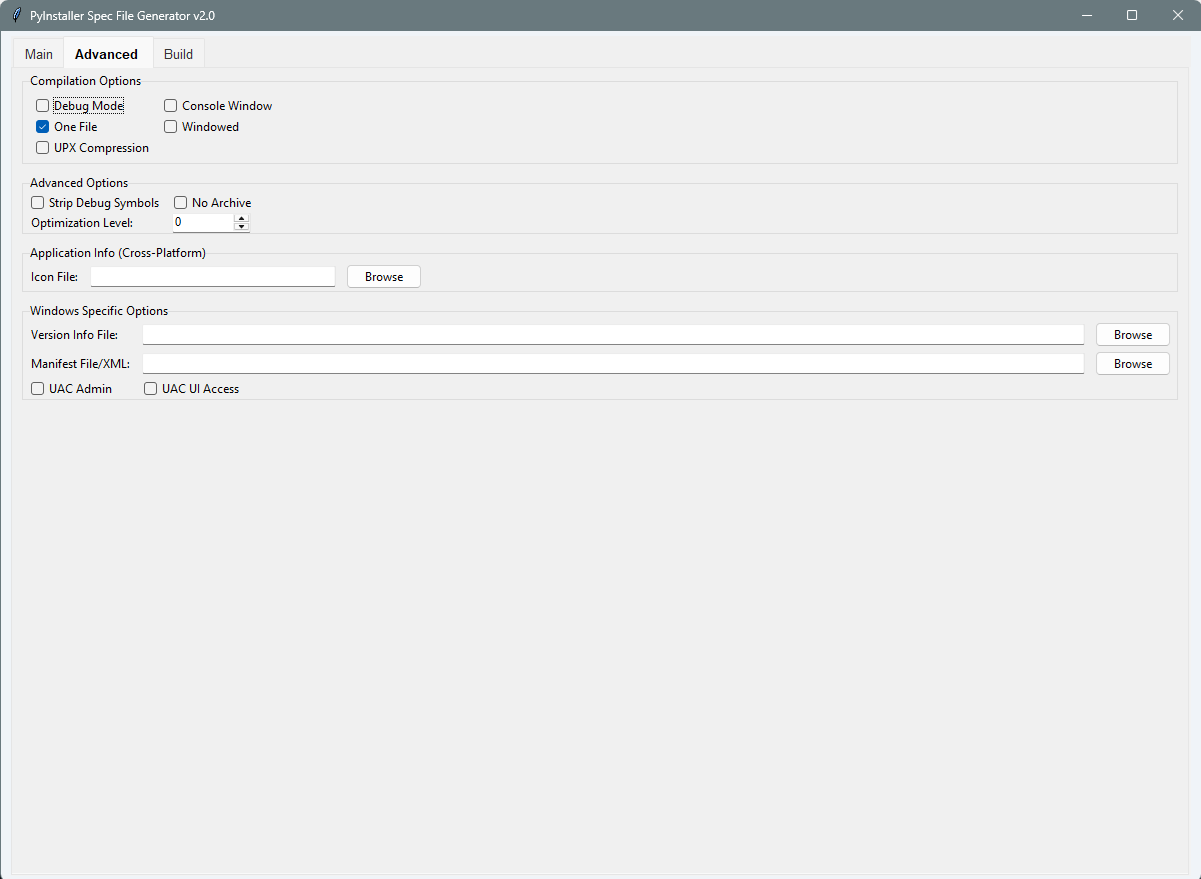 PyInstaller Spec File Generator v2.0
Main Advanced Build
Compilation Options
Debug Mode Console Window
One File Windowed
UPX Compression
Advanced Options
Strip Debug Symbols No Archive
Optimization Level: 0
Application Info (Cross-Platform)
Icon File: Browse
Windows Specific Options
Version Info File: Browse
Manifest File/XML: Browse
UAC Admin UAC UI Access